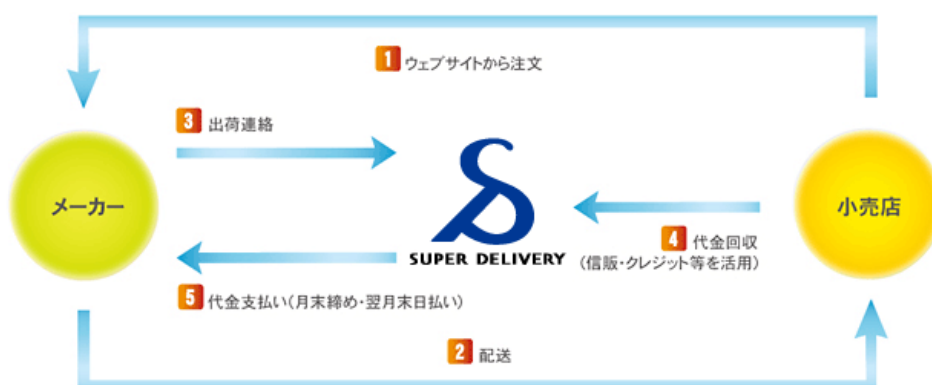 1 ウェブサイトから注文
3 出荷連絡
メーカー
小売店
SUPER DELIVERY
4 代金回収
(信販・クレジット等を活用)
5 代金支払い(月末締め・翌月末日払い)
2 配送